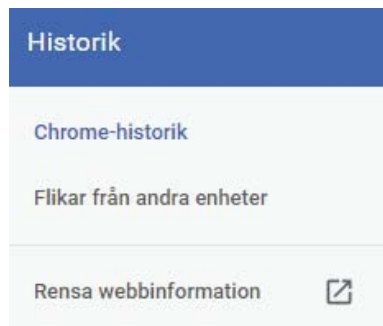 Historik
Chrome-historik
Flikar från andra enheter
Rensa webbinformation